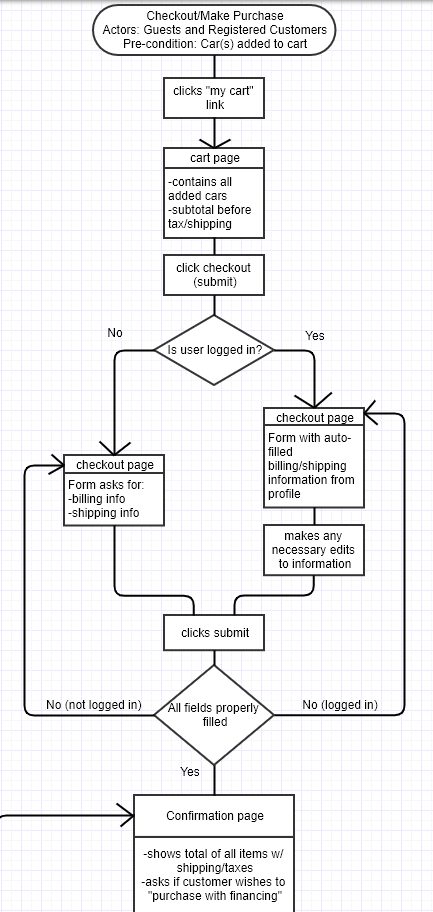 Checkout/Make Purchase
Actors: Guests and Registered Customers
Pre-condition: Car(s) added to cart
clicks "my cart"
link
cart page
-contains all
added cars
-subtotal before
tax/shipping
click checkout
(submit)
No
Yes
Is user logged in?
checkout page
Form with auto-
filled
billing/shipping
information from
profile
checkout page
Form asks for:
-billing info
-shipping info
makes any
necessary edits
to information
clicks submit
No (not logged in)
All fields properly
filled
No (logged in)
Yes
Confirmation page
-shows total of all items w/
shipping/taxes
-asks if customer wishes to
"purchase with financing"